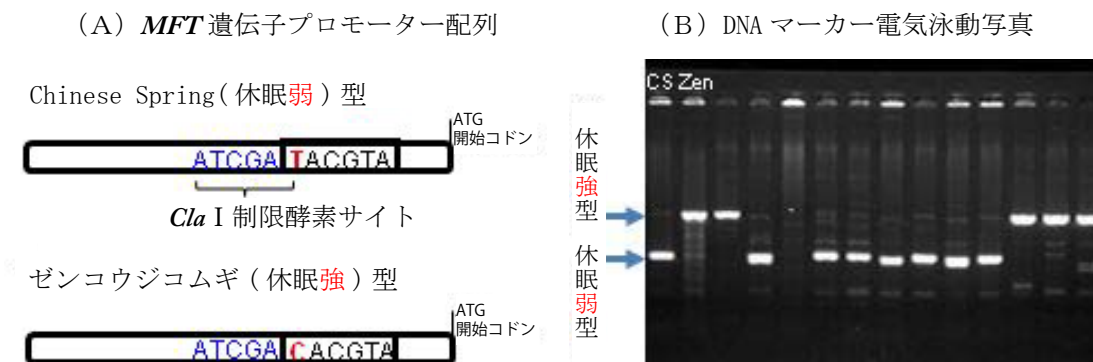 (A) MFT 遺伝子プロモーター配列
Chinese Spring(休眠弱)型
ATG
開始コドン
ATCGATACGTA
Cla I 制限酵素サイト
ゼンコウジコムギ(休眠強)型
ATG
開始コドン
ATCGACACGTA
(B) DNA マーカー電気泳動写真
CS Zen
休眠強型
休眠弱型